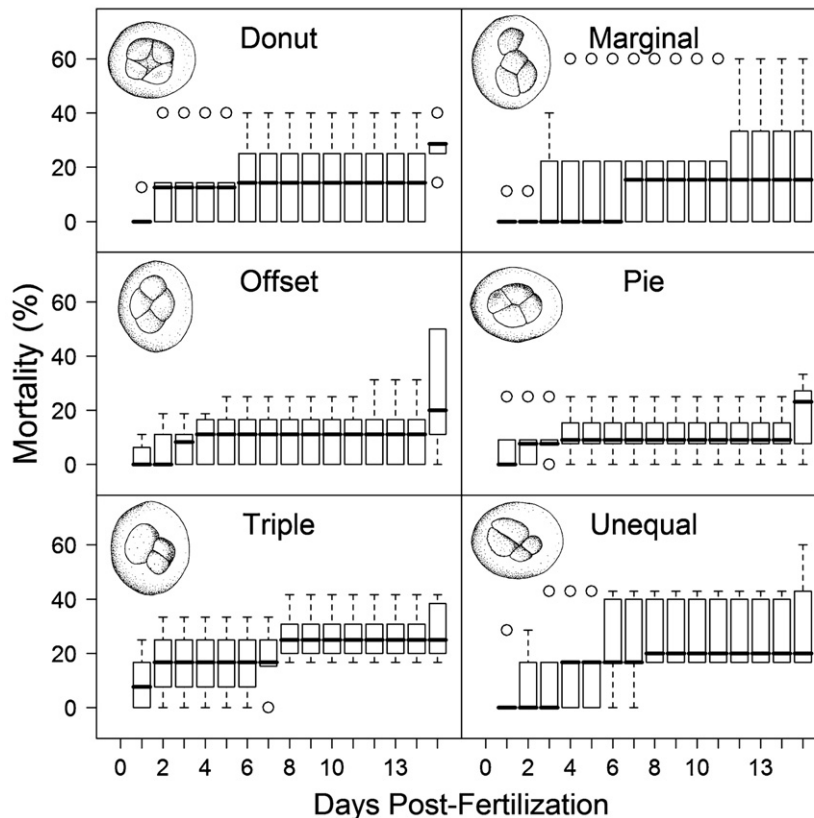 Donut
Marginal
60
40
20
0
Offset
Pie
60
40
20
0
Mortality (%)
Triple
Unequal
60
40
20
0
0 2 4 6 8 10 13
0 2 4 6 8 10 13
Days Post-Fertilization